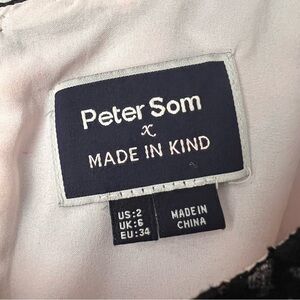 Peter Som
x
MADE IN KIND
US:2
UK:6
EU:34
MADE IN
CHINA